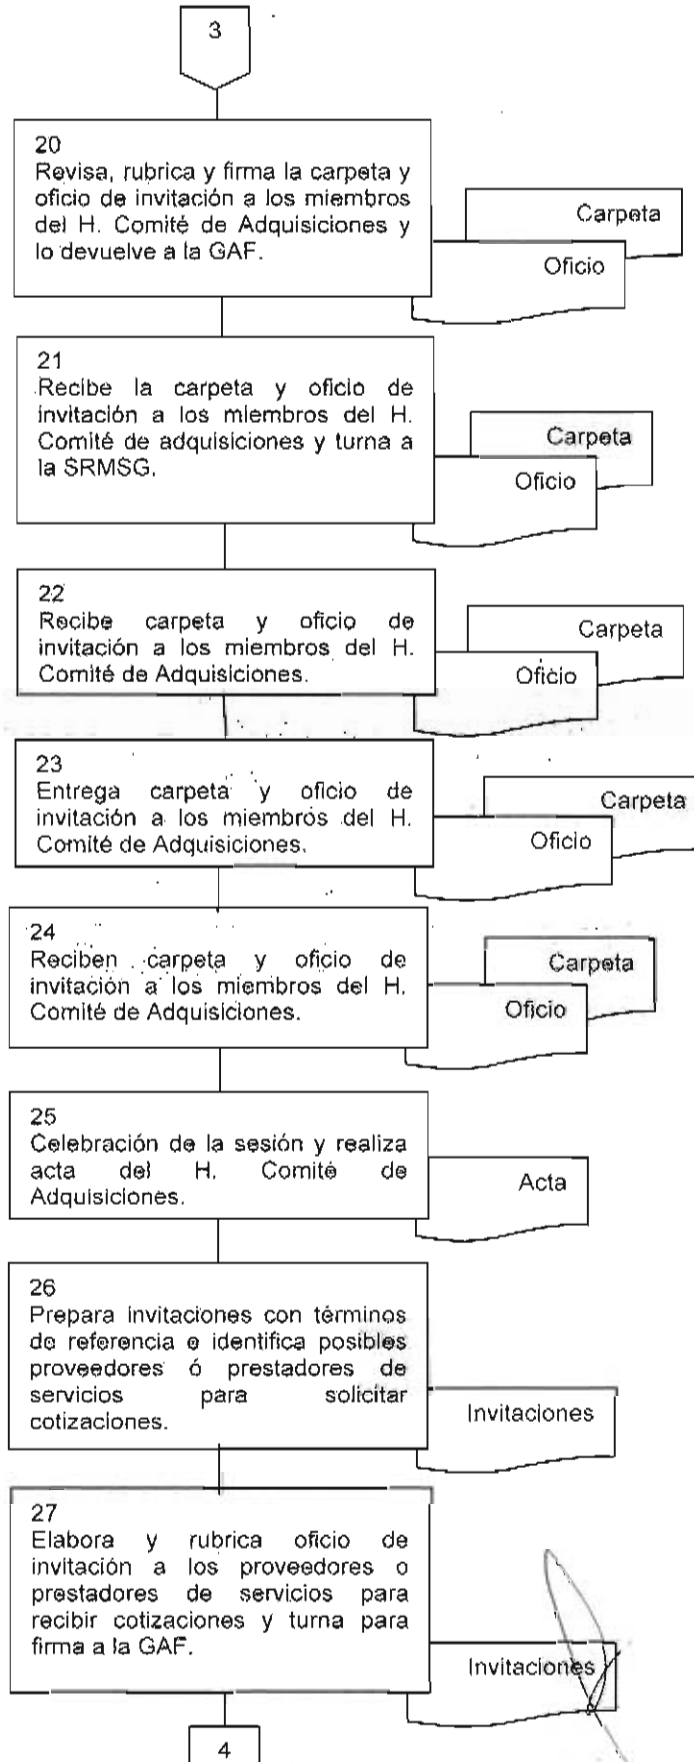 3
20
Revisa, rubrica y firma la carpeta y
oficio de invitación a los miembros
del H. Comité de Adquisiciones y
lo devuelve a la GAF.
Carpeta
Oficio
21
Recibe la carpeta y oficio de
invitación a los miembros del H.
Comité de adquisiciones y turna a
la SRMSG.
Carpeta
Oficio
22
Recibe carpeta y oficio de
invitación a los miembros del H.
Comité de Adquisiciones.
Carpeta
Oficio
23
Entrega carpeta y oficio de
invitación a los miembros del H.
Comité de Adquisiciones.
Carpeta
Oficio
24
Reciben carpeta y oficio de
invitación a los miembros del H.
Comité de Adquisiciones.
Carpeta
Oficio
25
Celebración de la sesión y realiza
acta del H. Comité de
Adquisiciones.
Acta
26
Prepara invitaciones con términos
de referencia e identifica posibles
proveedores ó prestadores de
servicios para solicitar
cotizaciones.
Invitaciones
27
Elabora y rubrica oficio de
invitación a los proveedores o
prestadores de servicios para
recibir cotizaciones y turna para
firma a la GAF.
Invitaciones
4